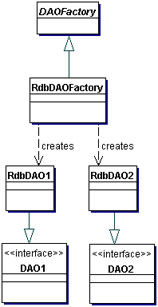 DAOFactory
RdbDAOFactory
creates creates
RdbDAO1 RdbDAO2
<<interface>> <<interface>>
DAO1 DAO2